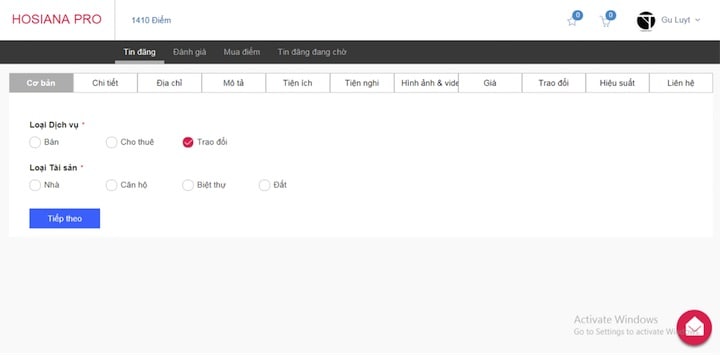 HOSIANA PRO
1410 Điểm
0
0
Gu Luyt
Tin đăng Đánh giá Mua điểm Tin đăng đang chờ
Cơ bản Chi tiết Địa chỉ Mô tả Tiện ích Tiện nghi Hình ảnh & vide Giá Trao đổi Hiệu suất Liên hệ
Loại Dịch vụ *
Bán Cho thuê Trao đổi
Loại Tài sản *
Nhà Căn hộ Biệt thự Đất
Tiếp theo
Activate Windows
Go to Settings to activate Windows.